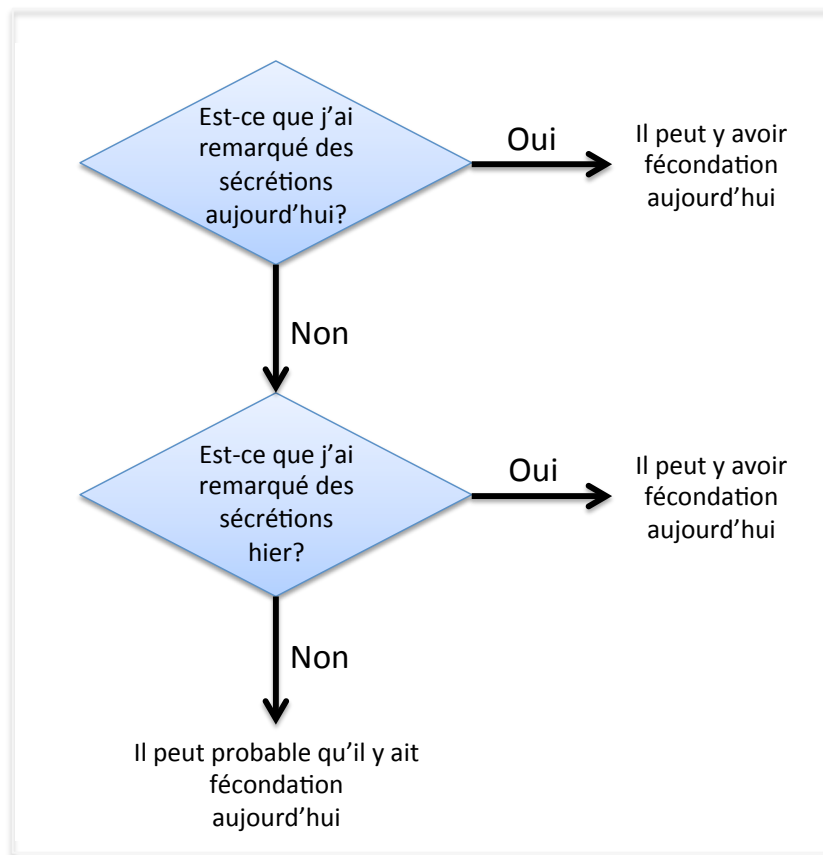 Est-ce que j'ai
remarqué des
sécrétions
aujourd'hui?
Oui
Il peut y avoir
fécondation
aujourd'hui
Non
Est-ce que j'ai
remarqué des
sécrétions
hier?
Oui
Il peut y avoir
fécondation
aujourd'hui
Non
Il peut probable qu'il y ait
fécondation
aujourd'hui